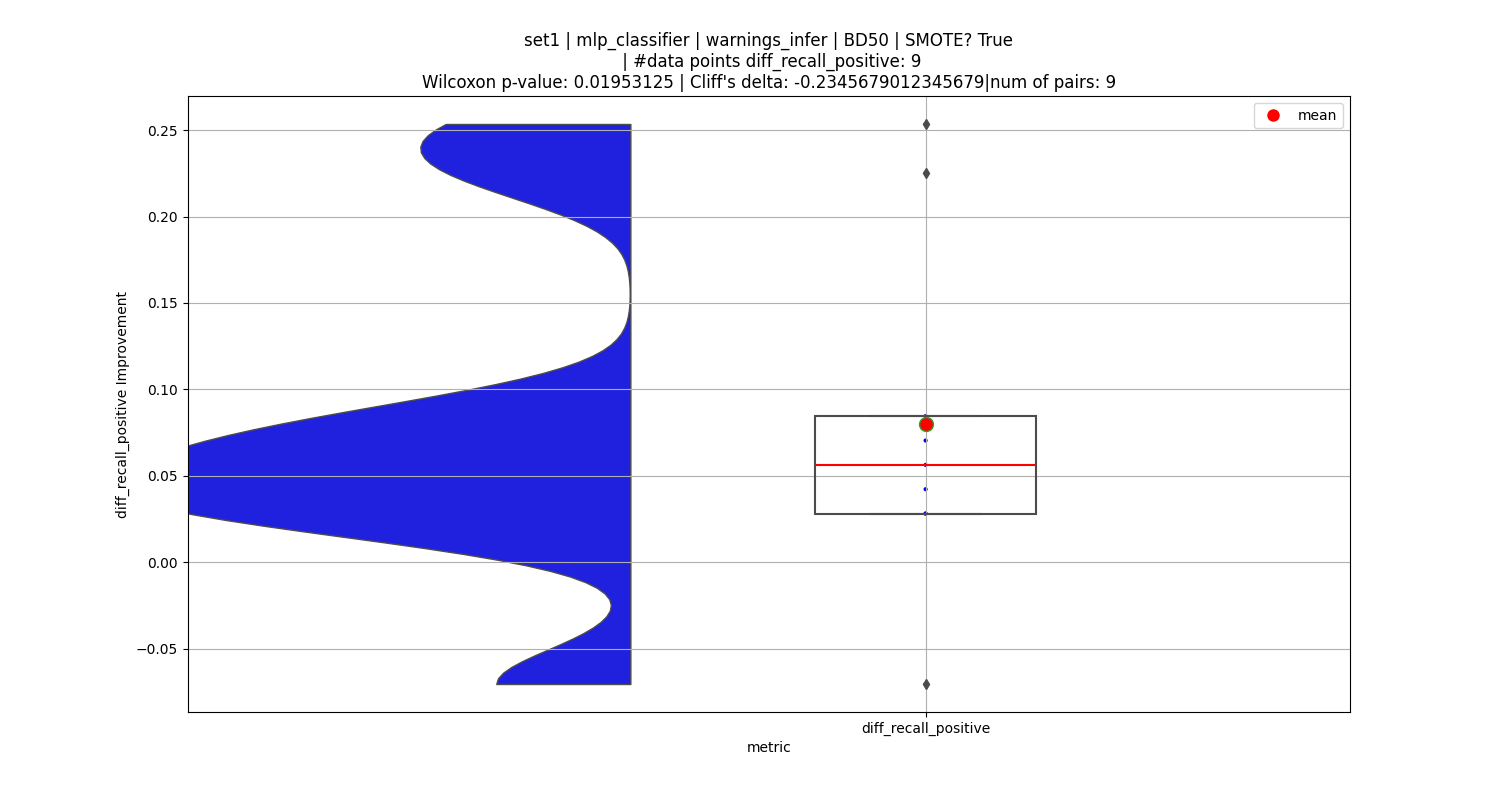 set1 | mlp_classifier | warnings_infer | BD50 | SMOTE? True
| #data points diff_recall_positive: 9
Wilcoxon p-value: 0.01953125 | Cliff's delta: -0.2345679012345679|num of pairs: 9
mean
diff_recall_positive Improvement
0.25
0.20
0.15
0.10
0.05
0.00
−0.05
diff_recall_positive
metric